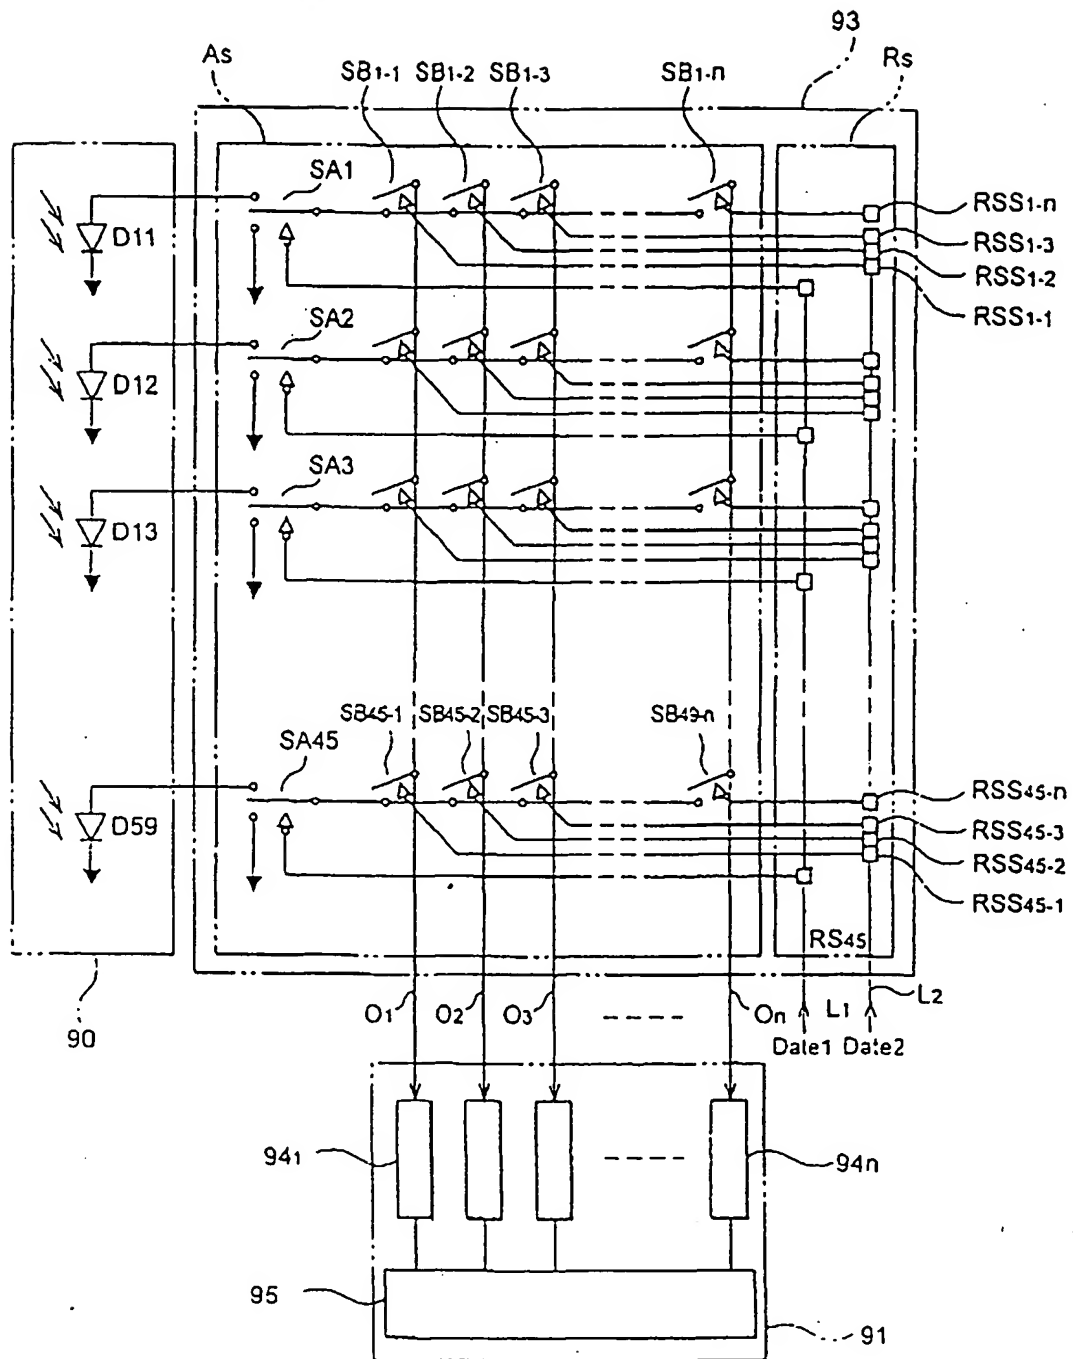 93
As
SB1-1
SB1-2
SB1-3
SB1-n
Rs
SA1
D11
RSS1-n
RSS1-3
RSS1-2
RSS1-1
SA2
D12
SA3
D13
SB45-1
SB45-2
SB45-3
SB49-n
SA45
D59
RSS45-n
RSS45-3
RSS45-2
RSS45-1
RS45
90
O1
O2
O3
On
L1
L2
Date1
Date2
941
94n
95
91